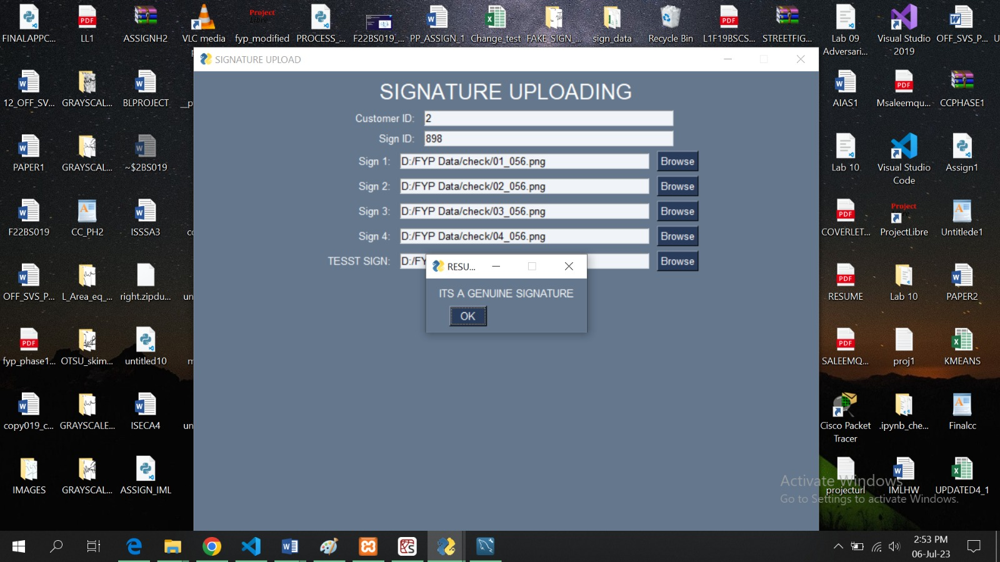 FINALAPPC...
LL1
ASSIGNH2
VLC media
Project
Libre
fyp_modified
PROCESS_...
F22BS019_...
PP_ASSIGN_1
Change_test
FAKE_SIGN_...
sign_data
Recycle Bin
L1F19BSCS...
STREETFIG...
Lab 09
Adversari...
Visual Studio
2019
OFF_SVS_P...
SIGNATURE UPLOAD
SIGNATURE UPLOADING
Customer ID: 2
Sign ID: 898
Sign 1: D:/FYP Data/check/01_056.png Browse
Sign 2: D:/FYP Data/check/02_056.png Browse
Sign 3: D:/FYP Data/check/03_056.png Browse
Sign 4: D:/FYP Data/check/04_056.png Browse
TESST SIGN: D:/FY Browse
RESU...
ITS A GENUINE SIGNATURE
OK
12_OFF_SV...
GRAYSCAL...
BLPROJECT
PAPER1
GRAYSCAL...
~$2BS019
F22BS019
CC_PH2
ISSSA3
OFF_SVS_P...
L_Area_eq_...
right.zipdu...
fyp_phase1...
OTSU_skim...
untitled10
copy019_c...
GRAYSCALE...
ISECA4
IMAGES
GRAYSCAL...
ASSIGN_IML
AIAS1
Msaleemqu...
CCPHASE1
Lab 10
Visual Studio
Code
Assign1
COVERLET...
Project
ProjectLibre
Untitlede1
RESUME
Lab 10
PAPER2
SALEEMQ...
proj1
KMEANS
Cisco Packet
Tracer
.ipynb_che...
Finalcc
projecturl
IMLHW
UPDATED4_1
Activate Windows
Go to Settings to activate Windows.
2:53 PM
06-Jul-23